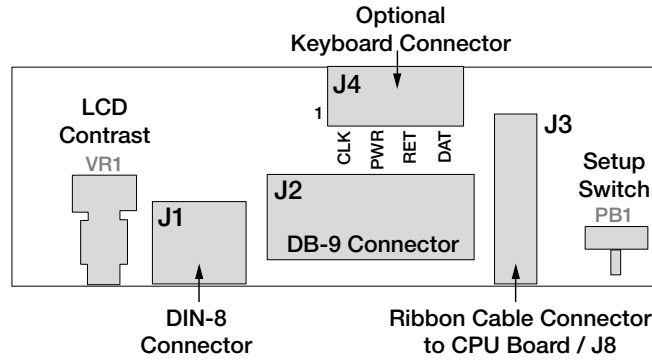 Optional
Keyboard Connector
J4
1
CLK
PWR
RET
DAT
J3
LCD
Contrast
VR1
J1
J2
DB-9 Connector
Setup
Switch
PB1
DIN-8
Connector
Ribbon Cable Connector
to CPU Board / J8